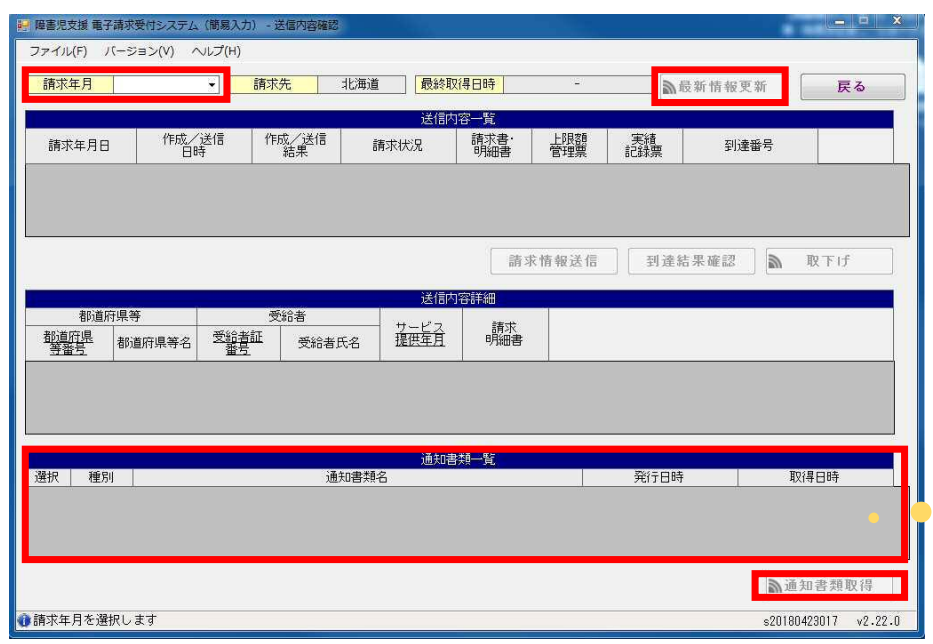 障害児支援 電子請求受付システム（簡易入力） - 送信内容確認
ファイル(F) バージョン(V) ヘルプ(H)
請求年月 請求先 北海道 最終取得日時 - 最新情報更新 戻る
送信内容一覧
請求年月日 作成／送信日時 作成／送信結果 請求状況 請求書・明細書 上限額管理票 実績記録票 到達番号
請求情報送信 到達結果確認 取下げ
送信内容詳細
都道府県等 受給者 サービス提供年月 請求明細書
都道府県等番号 都道府県等名 受給者証番号 受給者氏名
通知書類一覧
選択 種別 通知書類名 発行日時 取得日時
通知書類取得
請求年月を選択します s20180423017 v2.22.0